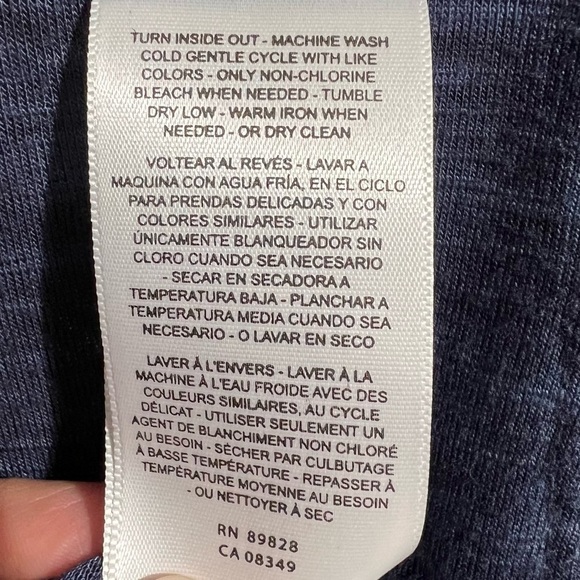 TURN INSIDE OUT - MACHINE WASH
COLD GENTLE CYCLE WITH LIKE
COLORS - ONLY NON-CHLORINE
BLEACH WHEN NEEDED - TUMBLE
DRY LOW - WARM IRON WHEN
NEEDED - OR DRY CLEAN
VOLTEAR AL REVÉS - LAVAR A
MAQUINA CON AGUA FRÍA, EN EL CICLO
PARA PRENDAS DELICADAS Y CON
COLORES SIMILARES - UTILIZAR
ÚNICAMENTE BLANQUEADOR SIN
CLORO CUANDO SEA NECESARIO
- SECAR EN SECADORA A
TEMPERATURA BAJA - PLANCHAR A
TEMPERATURA MEDIA CUANDO SEA
NECESARIO - O LAVAR EN SECO
LAVER À L'ENVERS - LAVER À LA
MACHINE À L'EAU FROIDE AVEC DES
COULEURS SIMILAIRES, AU CYCLE
DÉLICAT - UTILISER SEULEMENT UN
AGENT DE BLANCHIMENT NON CHLORÉ
AU BESOIN - SÉCHER PAR CULBUTAGE
À BASSE TEMPÉRATURE - REPASSER À
TEMPÉRATURE MOYENNE AU BESOIN
- OU NETTOYER À SEC
RN 89828
CA 08349